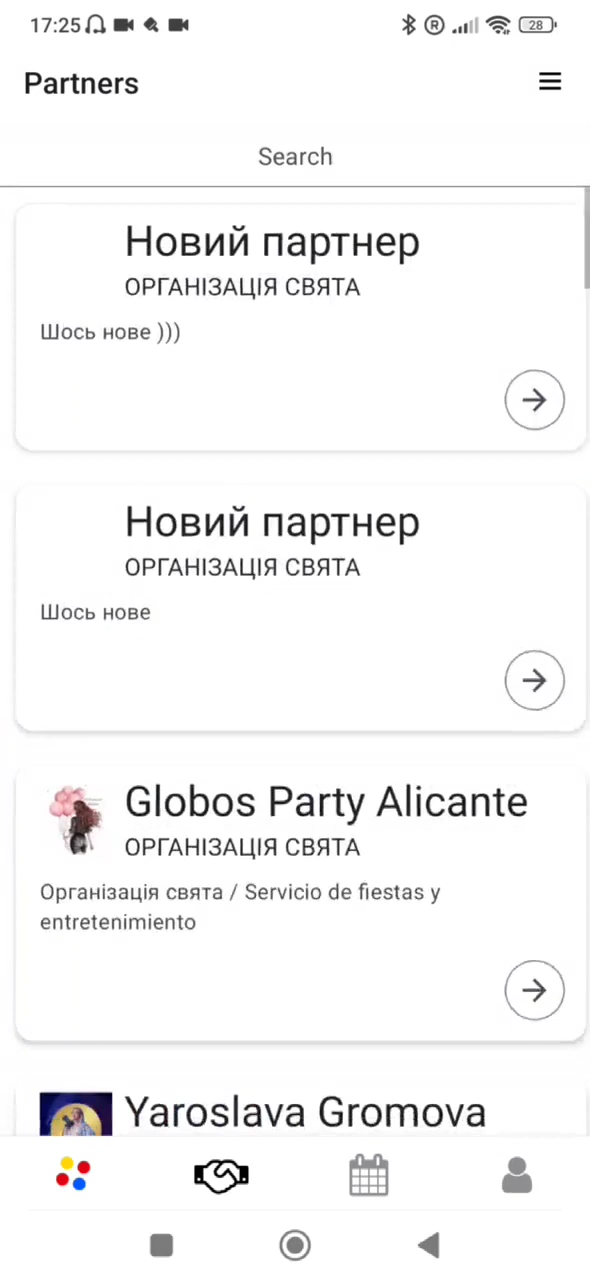 17:25 28
Partners
Search
Новий партнер
ОРГАНІЗАЦІЯ СВЯТА
Шось нове )))
Новий партнер
ОРГАНІЗАЦІЯ СВЯТА
Шось нове
Globos Party Alicante
ОРГАНІЗАЦІЯ СВЯТА
Організація свята / Servicio de fiestas y
entretenimiento
Yaroslava Gromova